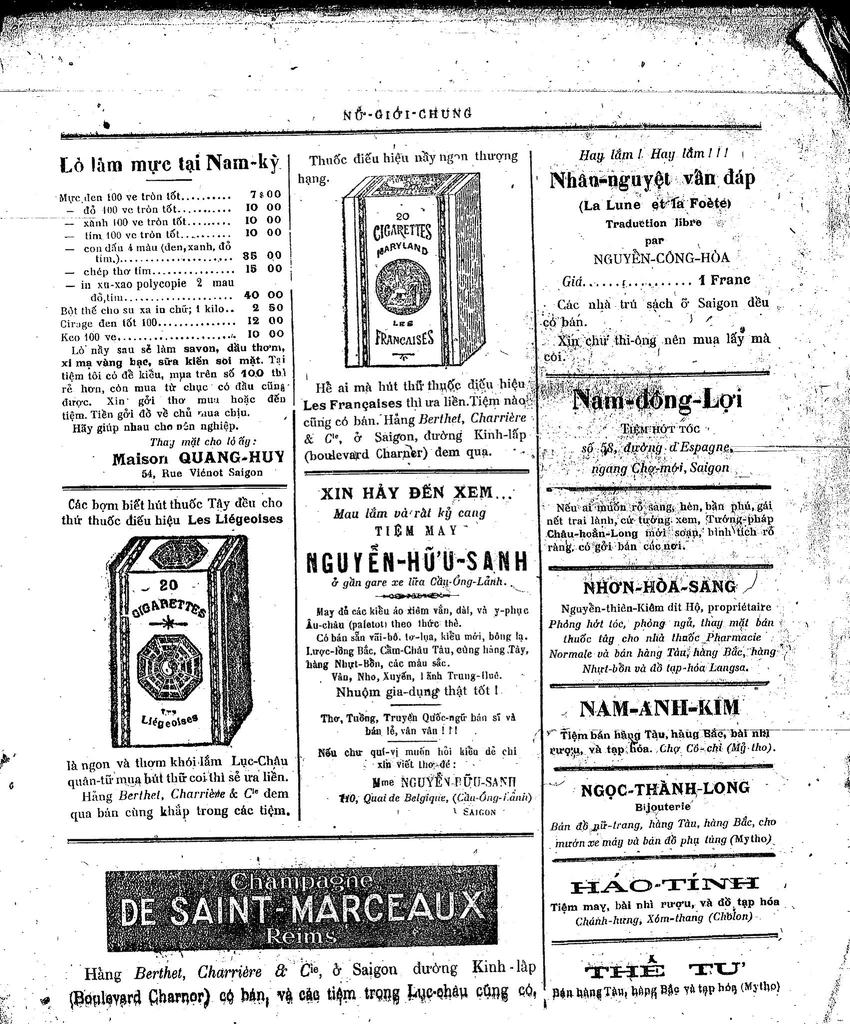 NỮ-GIỚI-CHUNG
Lò làm mực tại Nam-kỳ
Mực đen 100 ve tròn tốt.......... 7$00
— đỏ 100 ve tròn tốt........... 10 00
— xành 100 ve tròn tốt......... 10 00
— tím 100 ve tròn tốt........... 10 00
— con dấu 4 màu (đen,xanh, đỏ
tím.)......................... 35 00
— chép thơ tím................. 15 00
— in xu-xao polycopie 2 mau
đỏ,tím...................... 40 00
Bột thế cho su xa in chữ; 1 kilo.. 2 50
Cirage đen tốt 100............. 12 00
Keo 100 ve..................... 10 00
Lò nầy sau sẽ làm savon, dầu thơm,
xi mạ vàng bạc, sữa kiến soi mặt. Tại
tiệm tôi có đề kiểu, mua trên số 100 thì
rẻ hơn, còn mua từ chục có đầu cũng
được. Xin gởi thơ mua hoặc đến
tiệm. Tiền gởi đồ về chủ mua chịu.
Hãy giúp nhau cho nên nghiệp.
Thay mặt cho lò ấy:
Maison QUANG-HUY
54, Rue Viénot Saigon
Các bợm biết hút thuốc Tây đều cho
thứ thuốc điếu hiệu Les Liégeoises
20
CIGARETTES
Liégeoises
là ngon và thơm khói lắm Lục-Châu
quân-tử mua hút thử coi thì sẽ ưa liền.
Hãng Berthet, Charrière & Cie đem
qua bán cùng khắp trong các tiệm.
Thuốc điếu hiệu nầy ngon thượng
hạng.
20
CIGARETTES
MARYLAND
LES
FRANÇAISES
Hễ ai mà hút thử thuốc điếu hiệu
Les Françaises thì ưa liền. Tiệm nào
cũng có bán. Hảng Berthet, Charrière
& Cie, ở Saigon, đường Kinh-lấp
(boulevard Charner) đem qua.
XIN HÃY ĐẾN XEM...
Mau lắm và rất kỹ cang
TIỆM MAY
NGUYỄN-HỮU-SANH
ở gần gare xe lửa Cầu-Ông-Lảnh.
May đồ các kiểu áo xiêm vắn, dài, và y-phục
Âu-châu (paletot) theo thức thề.
Có bán sẵn vải-bô, tơ-lụa, kiểu mới, bông lạ.
Lược-lồng Bắc, Cẩm-Châu Tàu, cùng hàng Tây,
hàng Nhựt-Bổn, các màu sắc.
Vân, Nho, Xuyến, lãnh Trung-Huê.
Nhuộm gia-dụng thật tốt !
Thơ, Tuồng, Truyện Quốc-ngữ bán sĩ và
bán lẻ, vân vân ! ! !
Nếu chư quí-vị muốn hỏi kiểu dề chi
xin viết thơ đề:
Mme NGUYỄN-HỮU-SANH
110, Quai de Belgique, (Cầu-Ông-Lảnh)
SAIGON
Champagne
DE SAINT-MARCEAUX
Reims
Hảng Berthet, Charrière & Cie, ở Saigon đường Kinh-lấp
(Boulevard Charnor) có bán, và các tiệm trong Lục-châu cũng có,
Hay lắm ! Hay lắm ! ! !
Nhân-nguyệt vấn đáp
(La Lune et la Poète)
Traduction libre
par
NGUYỄN-CÔNG-HÒA
Giá.................. 1 Franc
Các nhà trú sách ở Saigon đều
có bán.
Xin chư thi-ông nên mua lấy mà
coi.
Nam-đồng-Lợi
TIỆM HỚT TÓC
số 58, đường d'Espagne,
ngang Chợ-mới, Saigon
Nếu ai muốn rõ sang, hèn, bần phú, gái
nết trai lành, cứ tướng xem, Tướng-pháp
Châu-hoàn-Long mới soạn, bình tích rõ
ràng, có gởi bán các nơi.
NHƠN-HÒA-SANG
Nguyễn-thiên-Kiêm dit Hộ, propriétaire
Phòng hớt tóc, phòng ngủ, thay mặt bán
thuốc tây cho nhà thuốc Pharmacie
Normale và bán hàng Tàu, hàng Bắc, hàng
Nhựt-bổn và đồ tạp-hóa Langsa.
NAM-ANH-KIM
Tiệm bán hàng Tàu, hàng Bắc, bài nhì
rượu, và tạp hóa. Chợ Cỏ-chi (Mỹ tho).
NGỌC-THÀNH-LONG
Bijouterie
Bán đồ nữ-trang, hàng Tàu, hàng Bắc, cho
mướn xe máy và bán đồ phụ tùng (Mytho)
HÁO-TÍNH
Tiệm may, bài nhì rượu, và đồ tạp hóa
Chánh-hưng, Xóm-thang (Chợlon)
THẾ TƯ
Bán hàng Tàu, hàng Bắc và tạp hóa (Mytho)